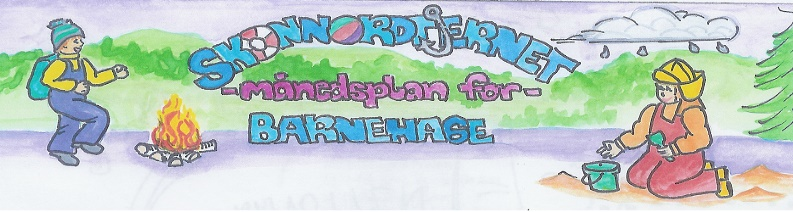 SKONNORDTJERNET
- månedsplan for -
BARNEHAGE